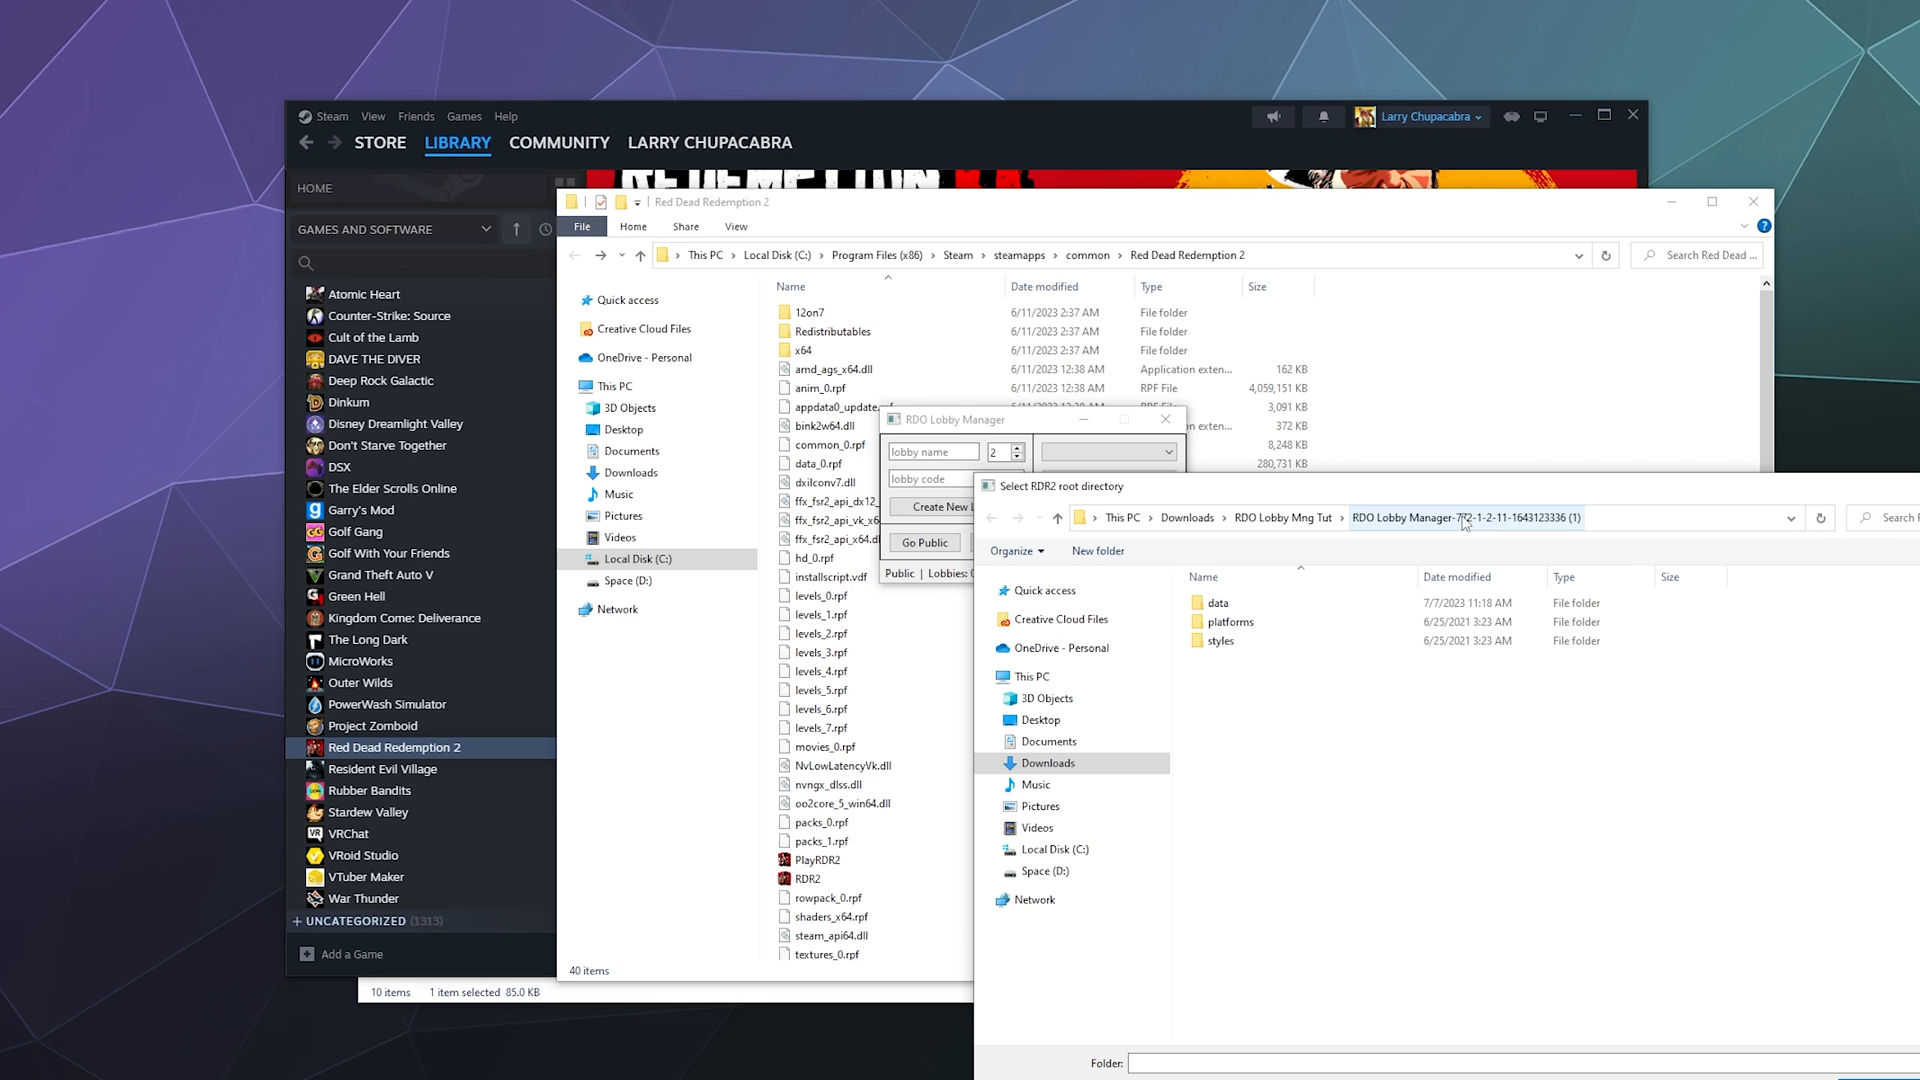 Steam View Friends Games Help
Larry Chupacabra
STORE LIBRARY COMMUNITY LARRY CHUPACABRA
HOME
GAMES AND SOFTWARE
Atomic Heart
Counter-Strike: Source
Cult of the Lamb
DAVE THE DIVER
Deep Rock Galactic
Dinkum
Disney Dreamlight Valley
Don't Starve Together
DSX
The Elder Scrolls Online
Garry's Mod
Golf Gang
Golf With Your Friends
Grand Theft Auto V
Green Hell
Kingdom Come: Deliverance
The Long Dark
MicroWorks
Outer Wilds
PowerWash Simulator
Project Zomboid
Red Dead Redemption 2
Resident Evil Village
Rubber Bandits
Stardew Valley
VRChat
VRoid Studio
VTuber Maker
War Thunder
+ UNCATEGORIZED (1313)
Add a Game
REDEMPTION
Red Dead Redemption 2
File Home Share View
This PC › Local Disk (C:) › Program Files (x86) › Steam › steamapps › common › Red Dead Redemption 2
Search Red Dead ...
Quick access
Creative Cloud Files
OneDrive - Personal
This PC
3D Objects
Desktop
Documents
Downloads
Music
Pictures
Videos
Local Disk (C:)
Space (D:)
Network
Name Date modified Type Size
12on7 6/11/2023 2:37 AM File folder
Redistributables 6/11/2023 2:37 AM File folder
x64 6/11/2023 2:37 AM File folder
amd_ags_x64.dll 6/11/2023 12:38 AM Application exten... 162 KB
anim_0.rpf 6/11/2023 12:38 AM RPF File 4,059,151 KB
appdata0_update. 3,091 KB
bink2w64.dll exten... 372 KB
common_0.rpf 8,248 KB
data_0.rpf 280,731 KB
dxilconv7.dll
ffx_fsr2_api_dx12_
ffx_fsr2_api_vk_x6
ffx_fsr2_api_x64.d
hd_0.rpf
installscript.vdf
levels_0.rpf
levels_1.rpf
levels_2.rpf
levels_3.rpf
levels_4.rpf
levels_5.rpf
levels_6.rpf
levels_7.rpf
movies_0.rpf
NvLowLatencyVk.dll
nvngx_dlss.dll
oo2core_5_win64.dll
packs_0.rpf
packs_1.rpf
PlayRDR2
RDR2
rowpack_0.rpf
shaders_x64.rpf
steam_api64.dll
textures_0.rpf
40 items
10 items 1 item selected 85.0 KB
RDO Lobby Manager
lobby name 2
lobby code
Create New L
Go Public
Public | Lobbies:
Select RDR2 root directory
This PC › Downloads › RDO Lobby Mng Tut › RDO Lobby Manager-772-1-2-11-1643123336 (1)
Search
Organize New folder
Quick access
Creative Cloud Files
OneDrive - Personal
This PC
3D Objects
Desktop
Documents
Downloads
Music
Pictures
Videos
Local Disk (C:)
Space (D:)
Network
Name Date modified Type Size
data 7/7/2023 11:18 AM File folder
platforms 6/25/2021 3:23 AM File folder
styles 6/25/2021 3:23 AM File folder
Folder: